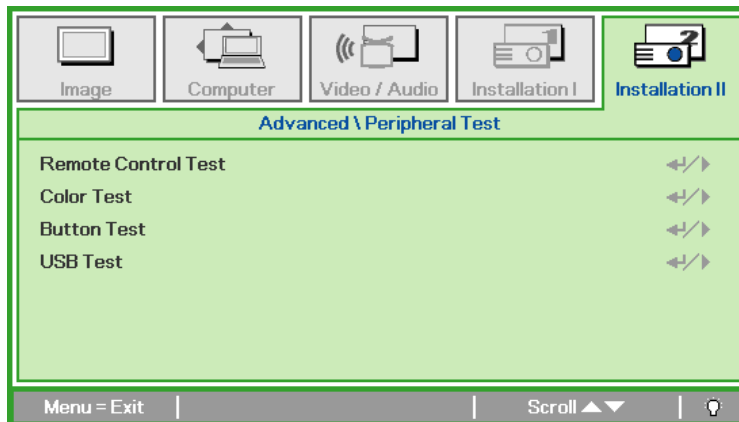 Image
Computer
Video / Audio
Installation I
Installation II
Advanced \ Peripheral Test
Remote Control Test
Color Test
Button Test
USB Test
Menu = Exit
Scroll ▲▼